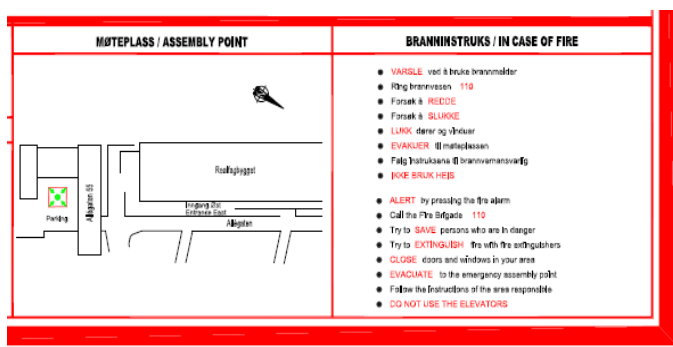 MØTEPLASS / ASSEMBLY POINT
Realfagbygget
Inngang Øst
Entrance East
Allégaten
Allégaten 55
Parking
BRANNINSTRUKS / IN CASE OF FIRE
● VARSLE ved å bruke brannmelder
● Ring brannvesen 110
● Forsøk å REDDE
● Forsøk å SLUKKE
● LUKK dører og vinduer
● EVAKUER til møteplassen
● Følg instruksene til brannvernansvarlig
● IKKE BRUK HEIS
● ALERT by pressing the fire alarm
● Call the Fire Brigade 110
● Try to SAVE persons who are in danger
● Try to EXTINGUISH fire with fire extinguishers
● CLOSE doors and windows in your area
● EVACUATE to the emergency assembly point
● Follow the instructions of the area responsible
● DO NOT USE THE ELEVATORS